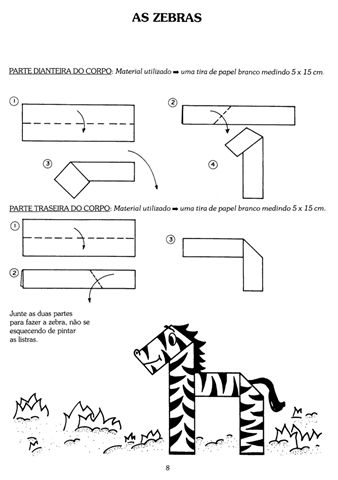 AS ZEBRAS
PARTE DIANTEIRA DO CORPO: Material utilizado ➡ uma tira de papel branco medindo 5 x 15 cm.
1
2
3
4
PARTE TRASEIRA DO CORPO: Material utilizado ➡ uma tira de papel branco medindo 5 x 15 cm.
1
3
2
Junte as duas partes
para fazer a zebra, não se
esquecendo de pintar
as listras.
8